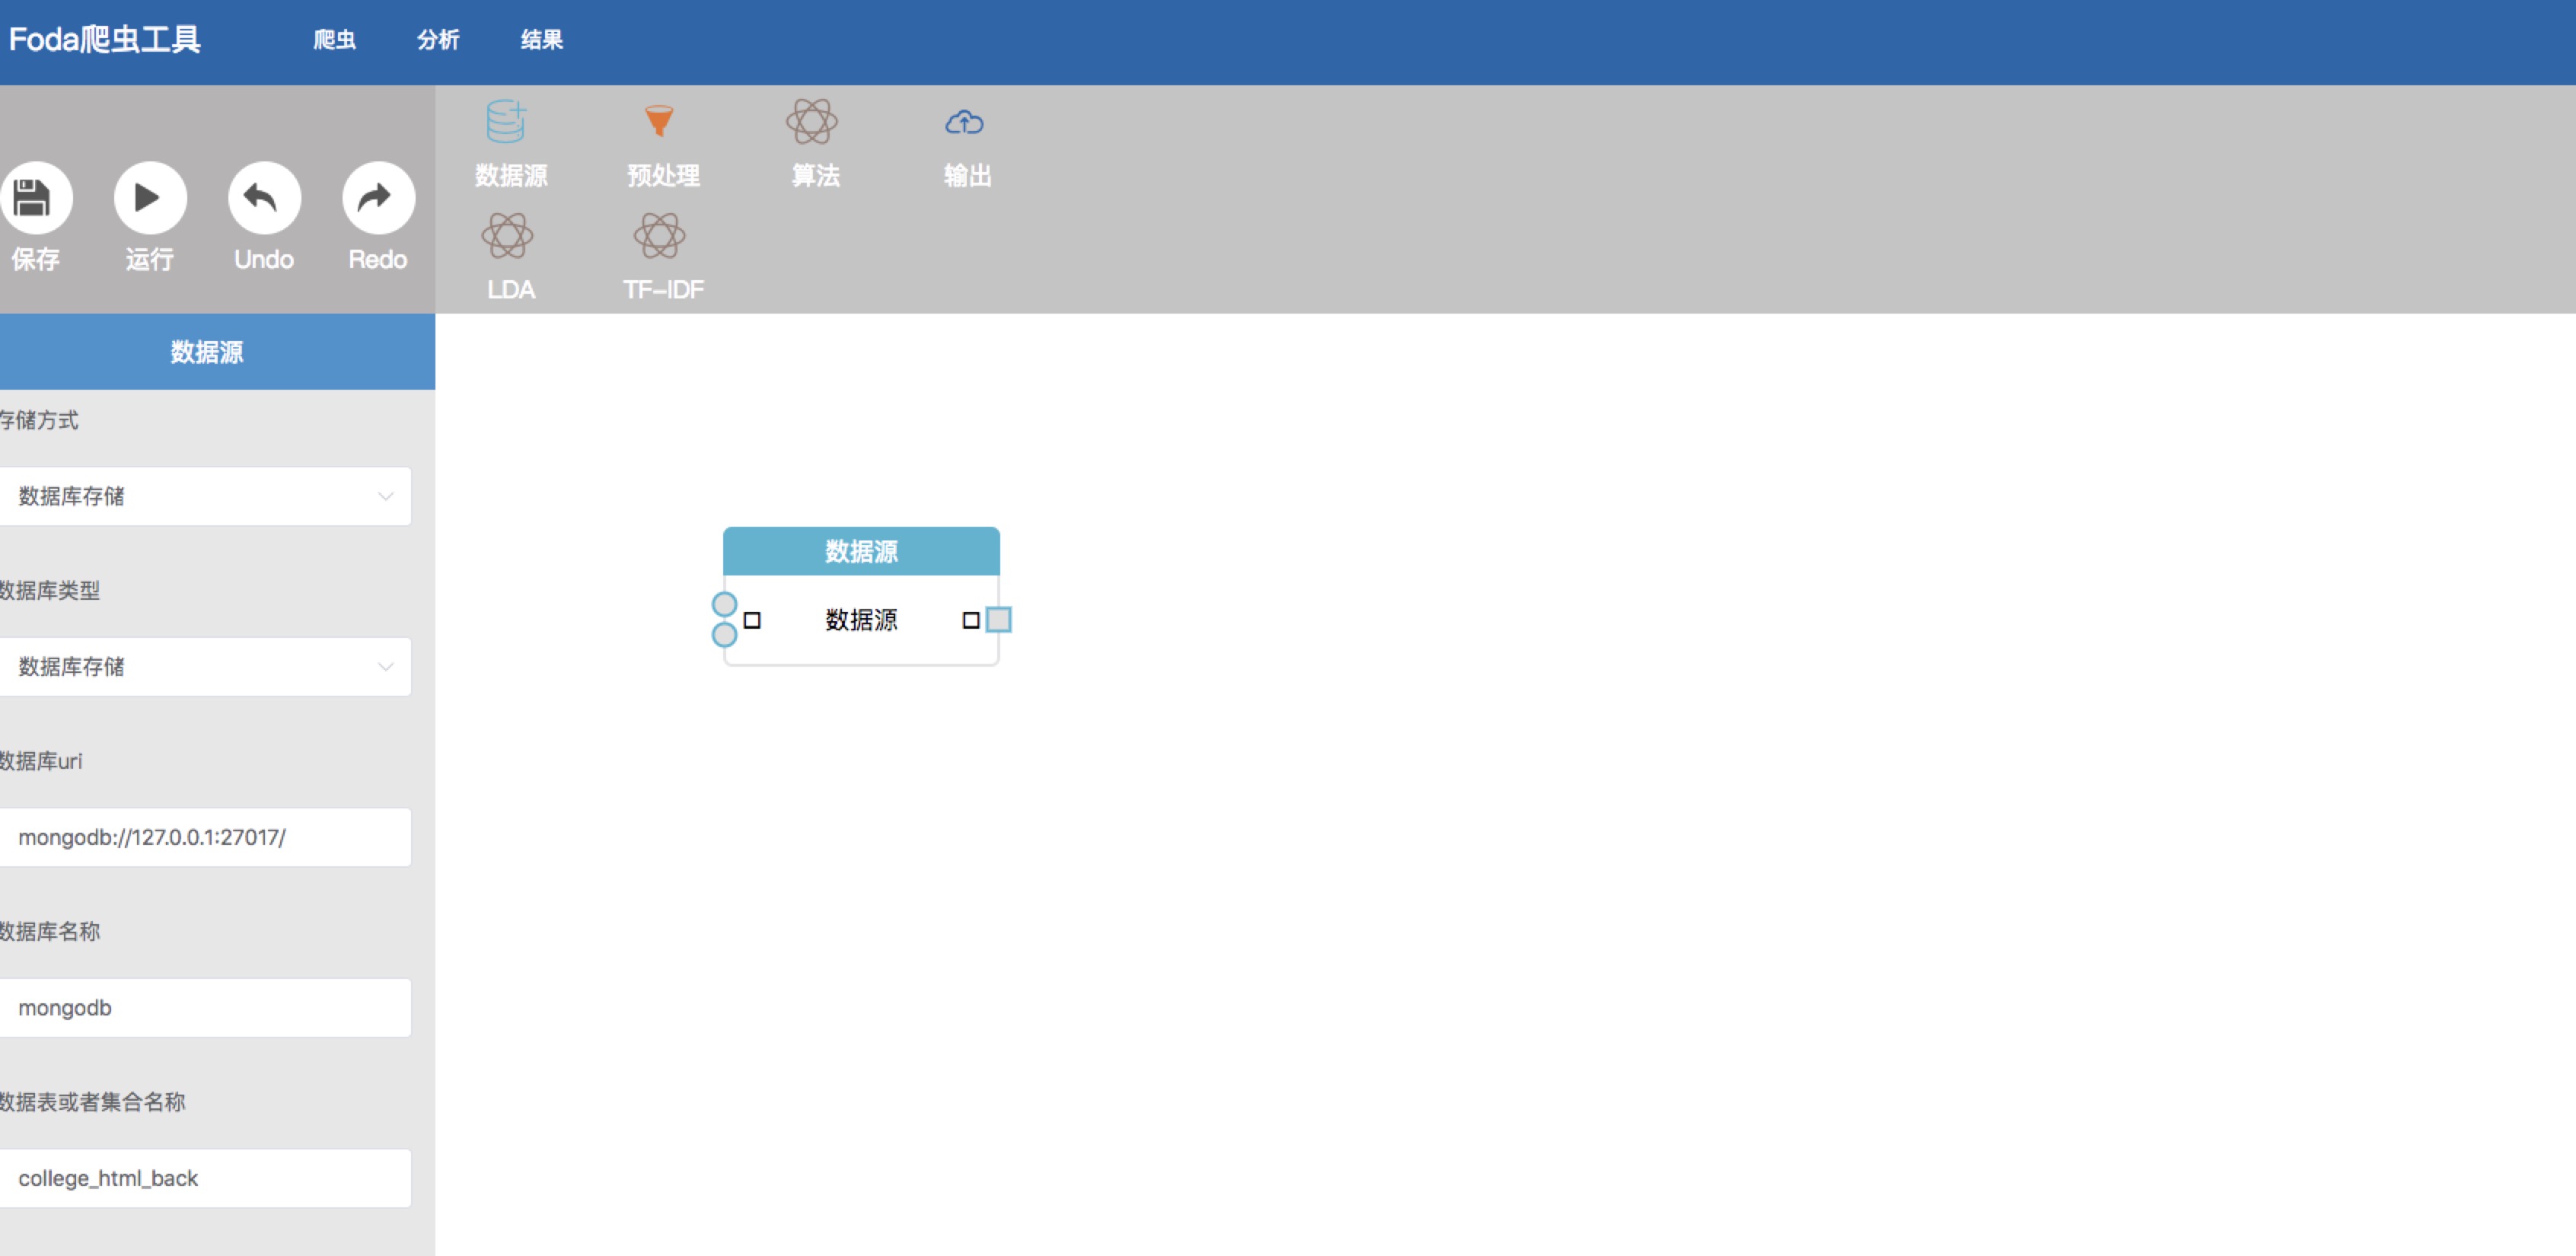 Foda爬虫工具 爬虫 分析 结果
数据源 预处理 算法 输出
保存 运行 Undo Redo
LDA TF-IDF
数据源
存储方式
数据库存储
数据库类型
数据库存储
数据库uri
mongodb://127.0.0.1:27017/
数据库名称
mongodb
数据表或者集合名称
college_html_back
数据源
数据源